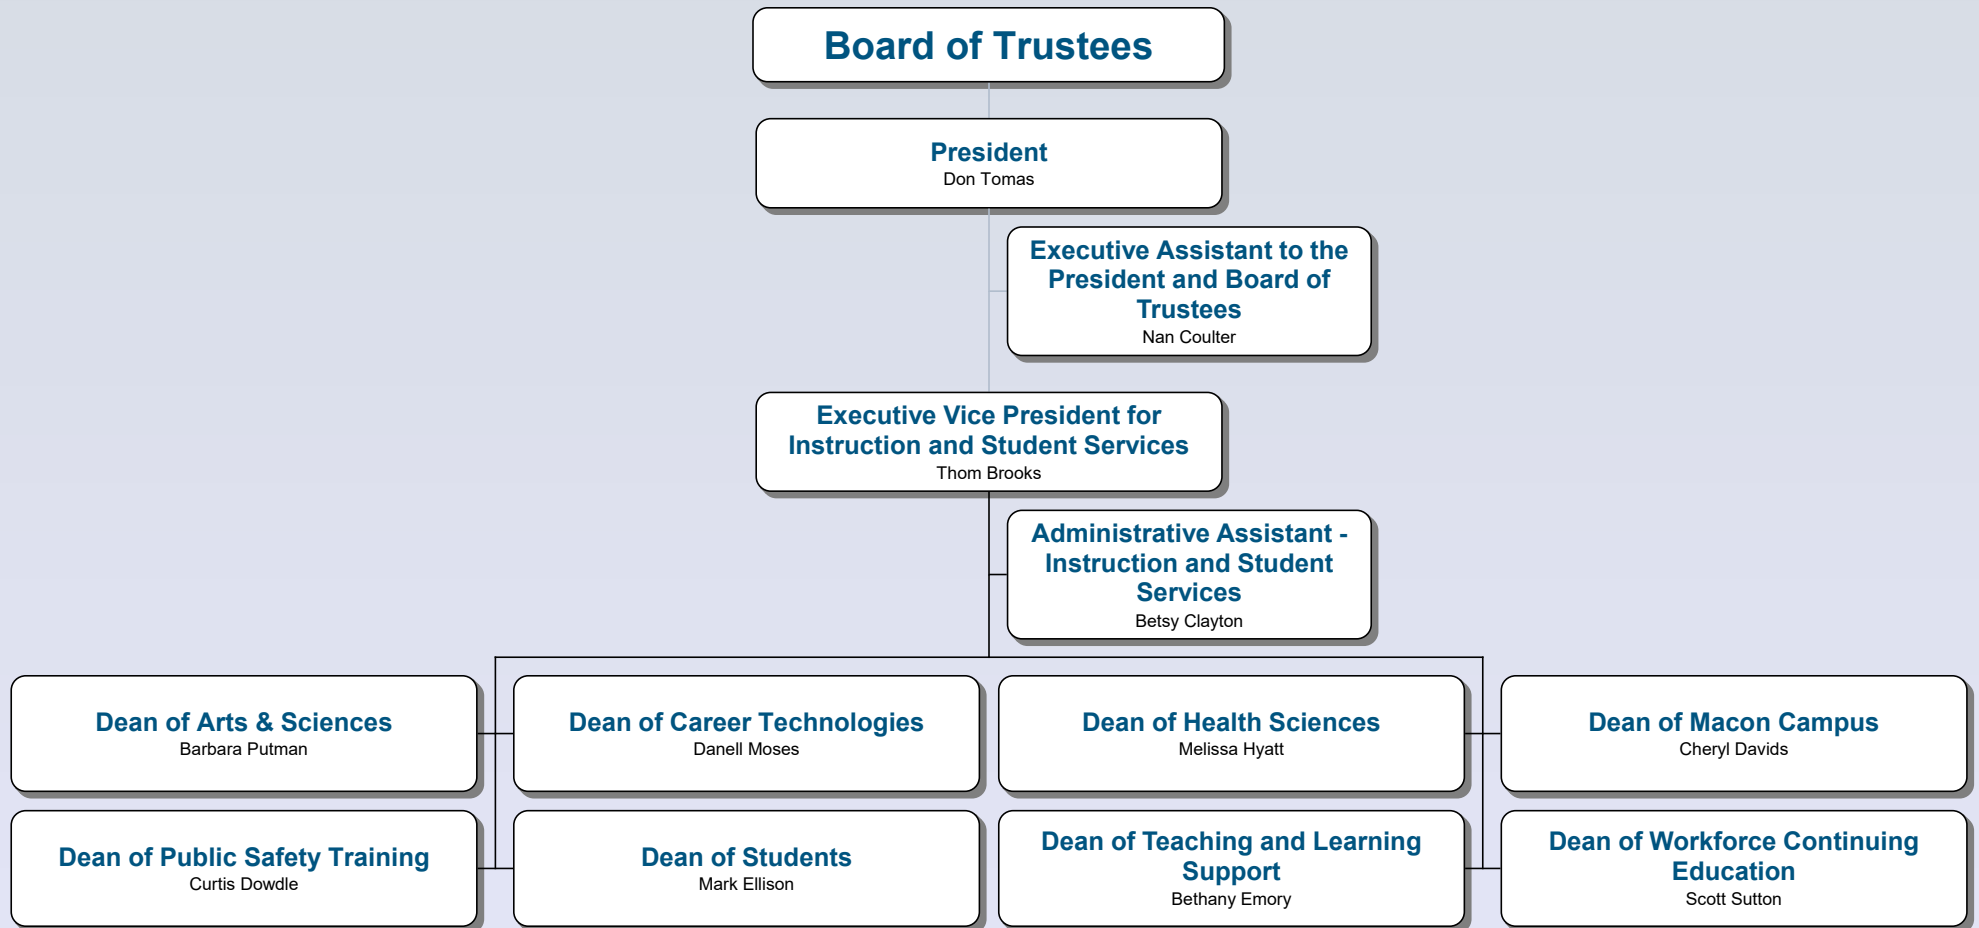 Board of Trustees
President
Don Tomas
Executive Assistant to the
President and Board of
Trustees
Nan Coulter
Executive Vice President for
Instruction and Student Services
Thom Brooks
Administrative Assistant -
Instruction and Student
Services
Betsy Clayton
Dean of Arts & Sciences
Barbara Putman
Dean of Career Technologies
Danell Moses
Dean of Health Sciences
Melissa Hyatt
Dean of Macon Campus
Cheryl Davids
Dean of Public Safety Training
Curtis Dowdle
Dean of Students
Mark Ellison
Dean of Teaching and Learning
Support
Bethany Emory
Dean of Workforce Continuing
Education
Scott Sutton